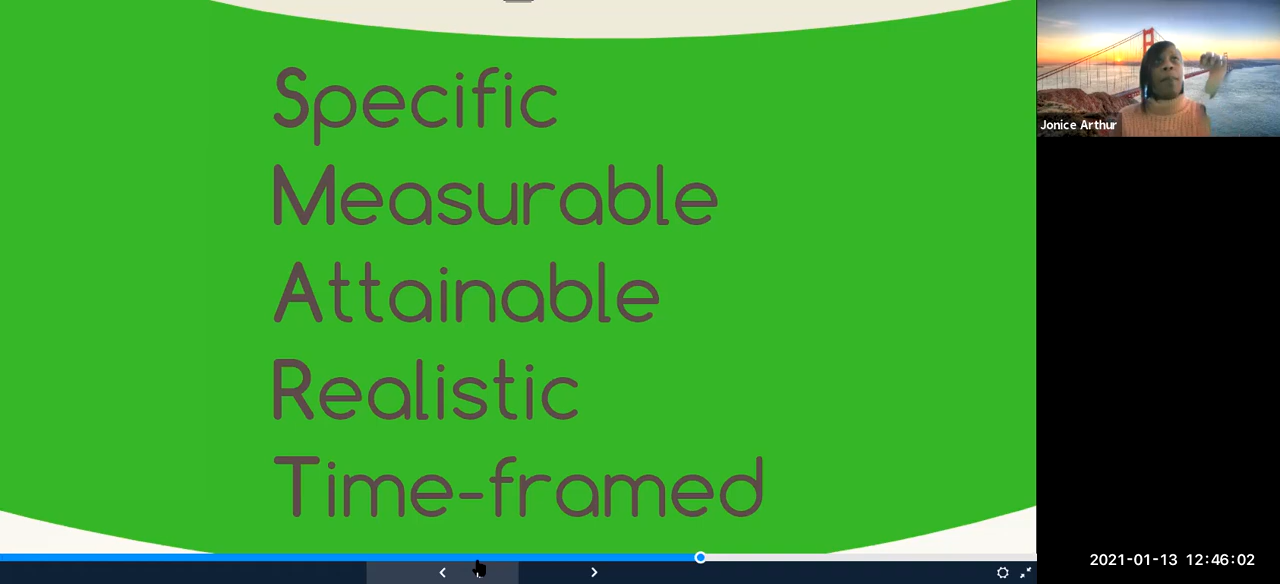 Specific
Measurable
Attainable
Realistic
Time-framed
Jonice Arthur
2021-01-13 12:46:02